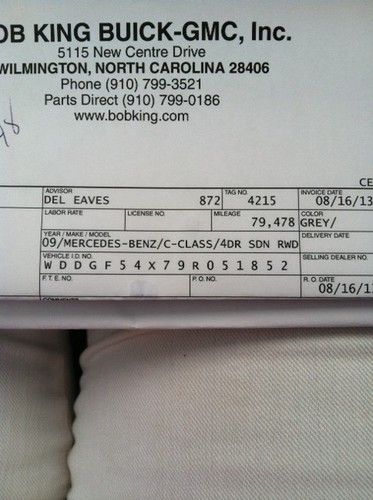 OB KING BUICK-GMC, Inc.
5115 New Centre Drive
WILMINGTON, NORTH CAROLINA 28406
Phone (910) 799-3521
Parts Direct (910) 799-0186
www.bobking.com
CE
ADVISOR TAG NO. INVOICE DATE
DEL EAVES 872 4215 08/16/13
LABOR RATE LICENSE NO. MILEAGE COLOR
79,478 GREY/
YEAR / MAKE / MODEL DELIVERY DATE
09/MERCEDES-BENZ/C-CLASS/4DR SDN RWD
VEHICLE I.D. NO. SELLING DEALER NO.
W D D G F 5 4 X 7 9 R 0 5 1 8 5 2
F.T.E. NO. P.O. NO. R.O. DATE
08/16/13
COMMENTS